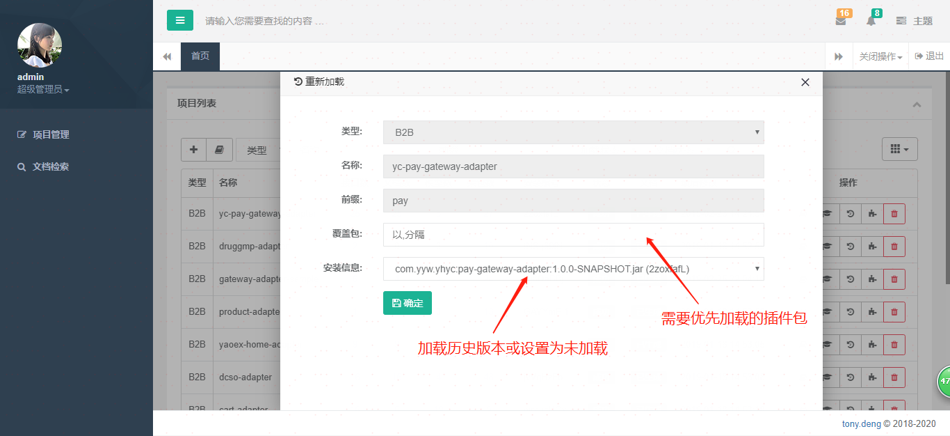 请输入您需要查找的内容 ...
16
8
主题
admin
超级管理员
首页
关闭操作
退出
项目管理
文档检索
项目列表
类型
类型 名称 操作
B2B yc-pay-gateway
B2B druggmp-adapt
B2B gateway-adapt
B2B product-adapte
B2B yaoex-home-ad
B2B dcso-adapter
B2B cart-adapter
重新加载
类型: B2B
名称: yc-pay-gateway-adapter
前缀: pay
覆盖包: 以,分隔
安装信息: com.yyw.yhyc:pay-gateway-adapter:1.0.0-SNAPSHOT.jar
确定
需要优先加载的插件包
加载历史版本或设置为未加载
47
tony.deng © 2018-2020